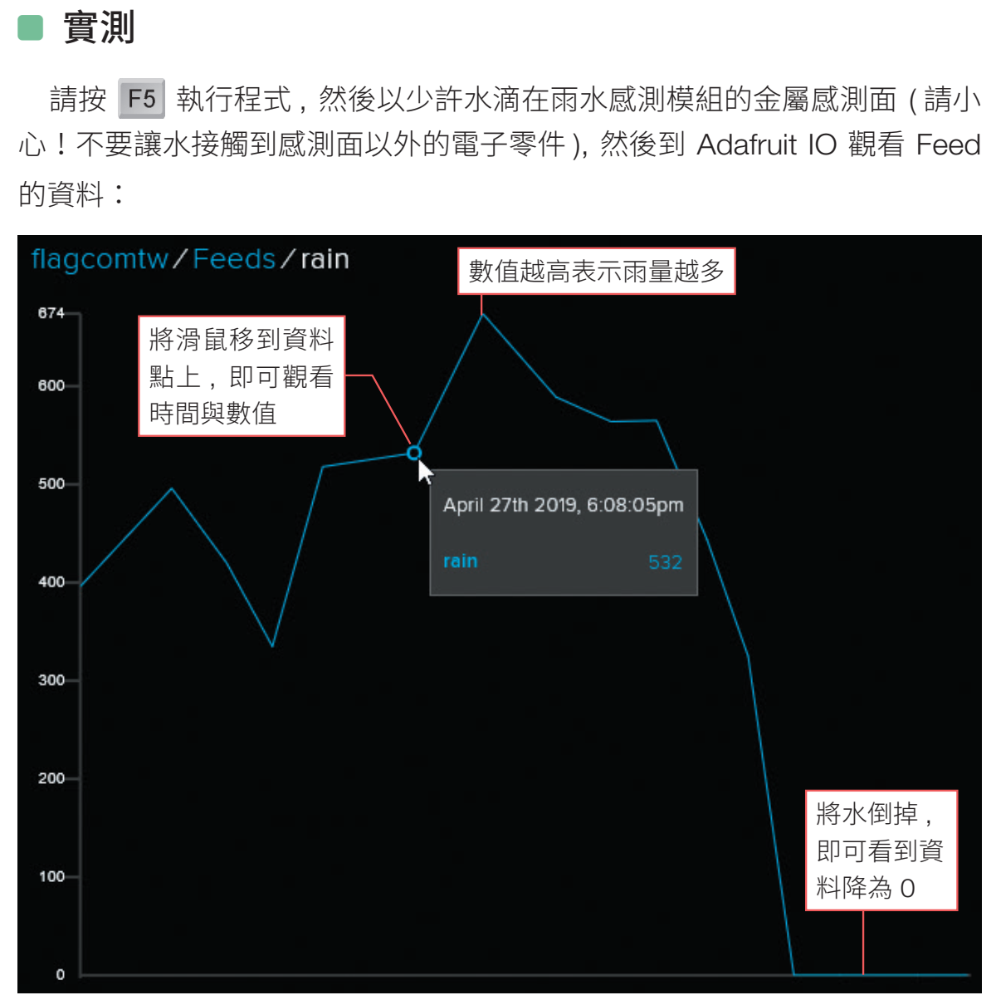 實測
請按 F5 執行程式, 然後以少許水滴在雨水感測模組的金屬感測面 (請小
心！不要讓水接觸到感測面以外的電子零件), 然後到 Adafruit IO 觀看 Feed
的資料：
flagcomtw/Feeds/rain
數值越高表示雨量越多
674
將滑鼠移到資料
點上, 即可觀看
時間與數值
600
500
April 27th 2019, 6:08:05pm
rain 532
400
300
200
將水倒掉,
即可看到資
料降為 0
100
0